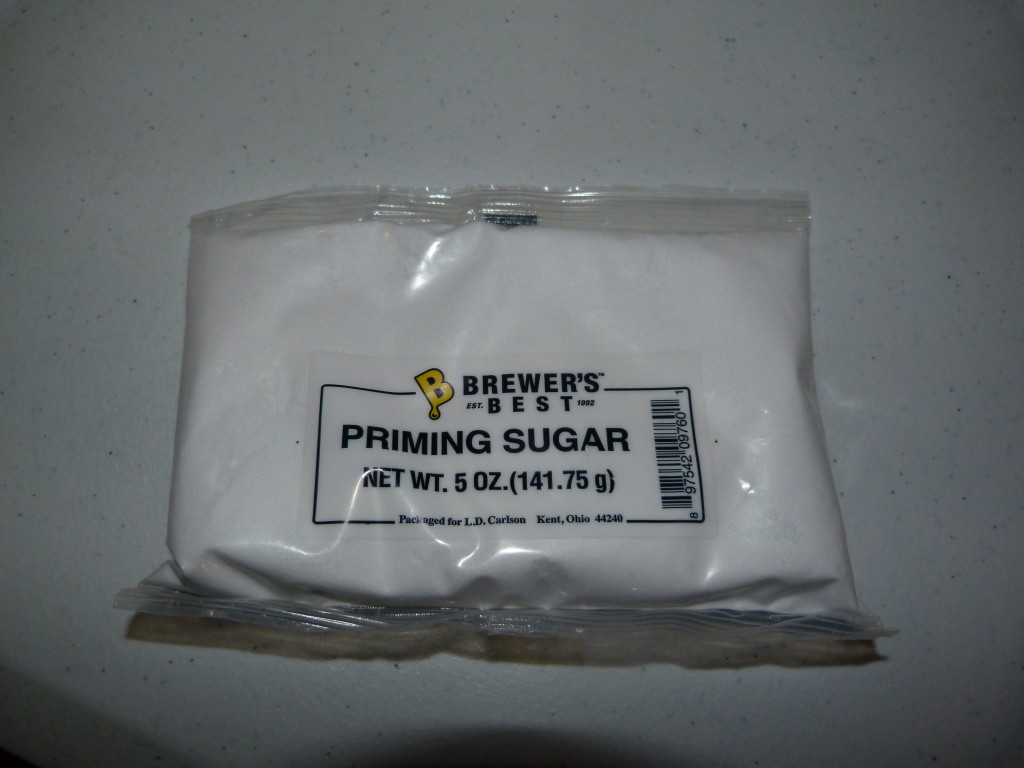 B BREWER'S™
EST. BEST 1992
PRIMING SUGAR
NET WT. 5 OZ.(141.75 g)
Packaged for L.D. Carlson Kent, Ohio 44240
8 97542 09760 1